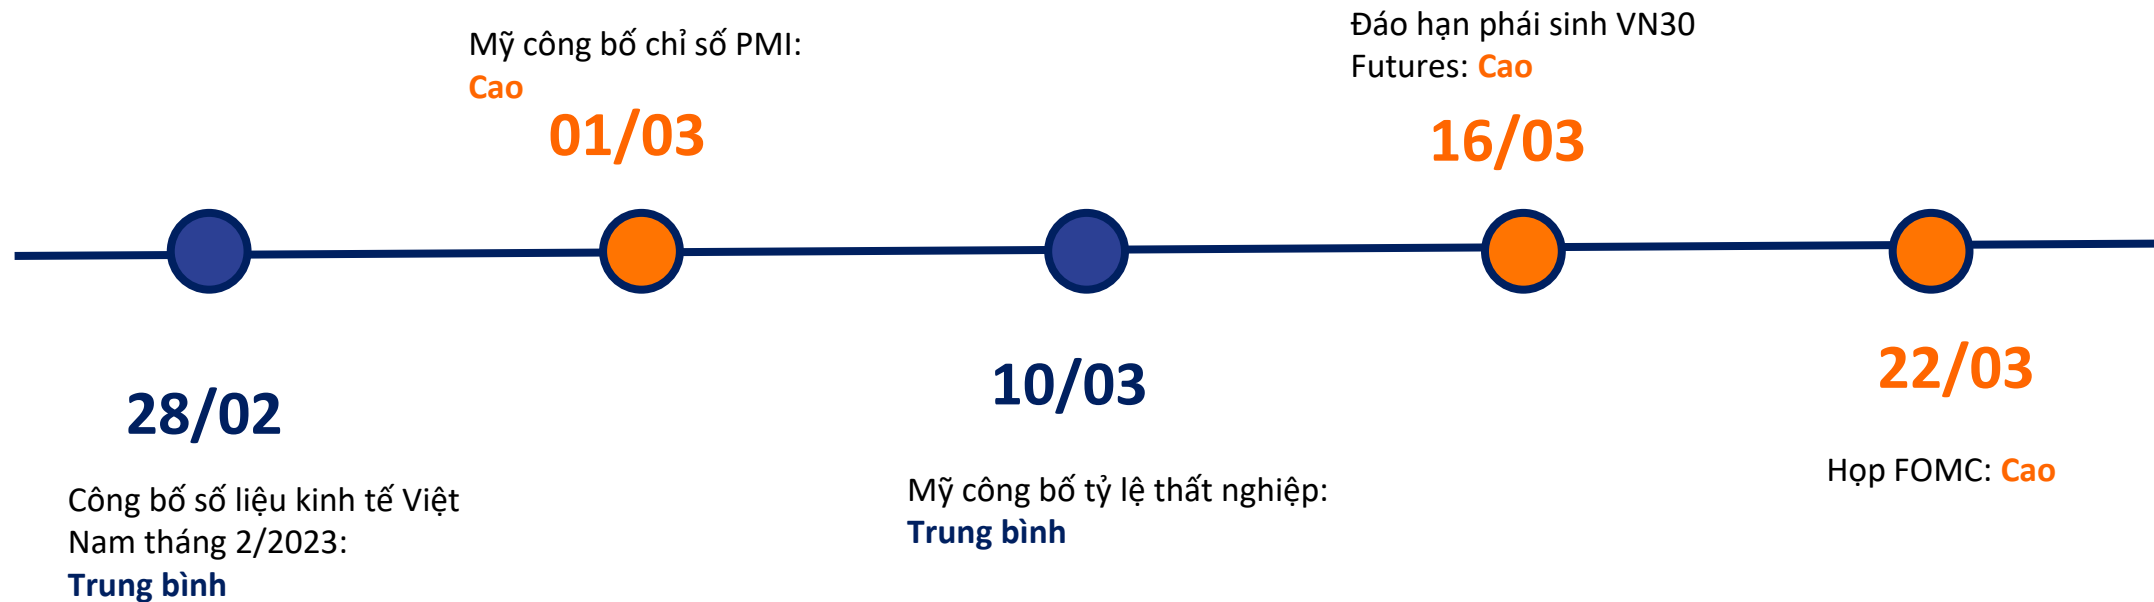 28/02
Công bố số liệu kinh tế Việt
Nam tháng 2/2023:
Trung bình
Mỹ công bố chỉ số PMI:
Cao
01/03
10/03
Mỹ công bố tỷ lệ thất nghiệp:
Trung bình
Đáo hạn phái sinh VN30
Futures: Cao
16/03
22/03
Họp FOMC: Cao